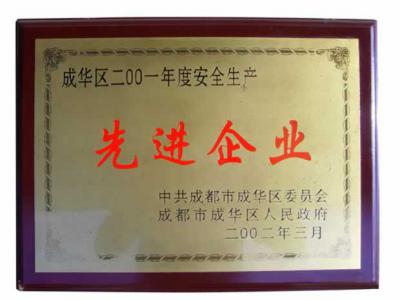 成华区二00一年度安全生产
先进企业
中共成都市成华区委员会
成都市成华区人民政府
二00二年三月